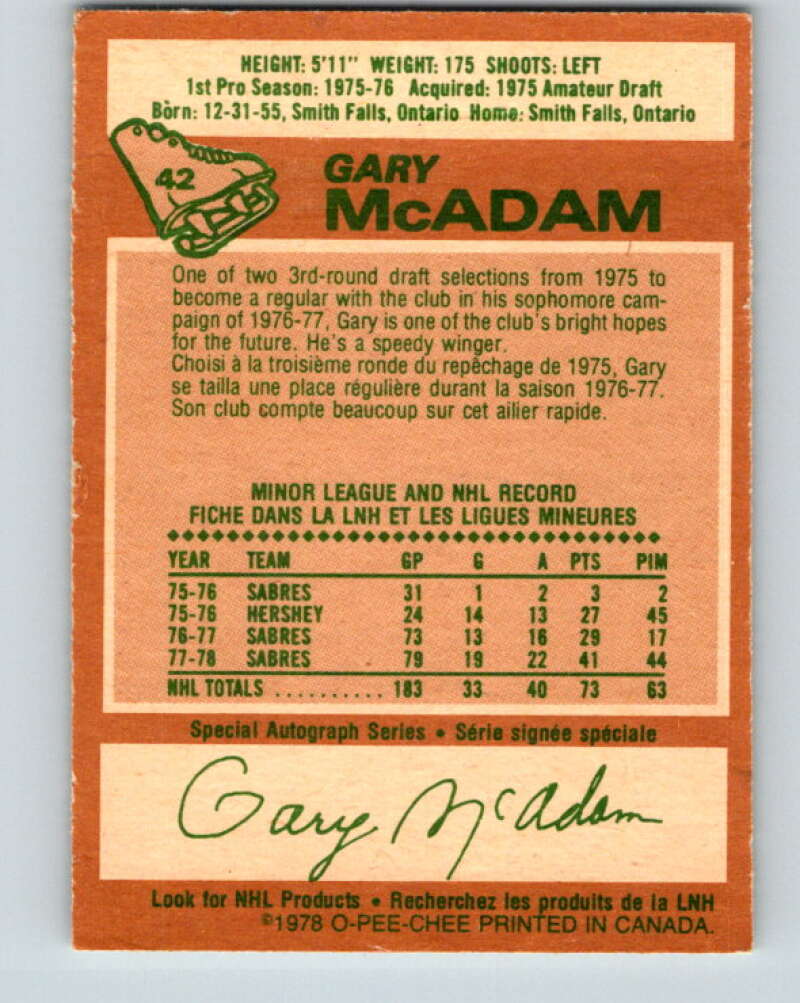 HEIGHT: 5'11" WEIGHT: 175 SHOOTS: LEFT
1st Pro Season: 1975-76 Acquired: 1975 Amateur Draft
Bòrn: 12-31-55, Smith Falls, Ontario Home: Smith Falls, Ontario
42
GARY
McADAM
One of two 3rd-round draft selections from 1975 to
become a regular with the club in his sophomore cam-
paign of 1976-77, Gary is one of the club's bright hopes
for the future. He's a speedy winger.
Choisi à la troisième ronde du repêchage de 1975, Gary
se tailla une place régulière durant la saison 1976-77.
Son club compte beaucoup sur cet ailier rapide.
MINOR LEAGUE AND NHL RECORD
FICHE DANS LA LNH ET LES LIGUES MINEURES
YEAR TEAM GP G A PTS PIM
75-76 SABRES 31 1 2 3 2
75-76 HERSHEY 24 14 13 27 45
76-77 SABRES 73 13 16 29 17
77-78 SABRES 79 19 22 41 44
NHL TOTALS .......... 183 33 40 73 63
Special Autograph Series • Série signée spéciale
Gary McAdam
Look for NHL Products • Recherchez les produits de la LNH
©1978 O-PEE-CHEE PRINTED IN CANADA.